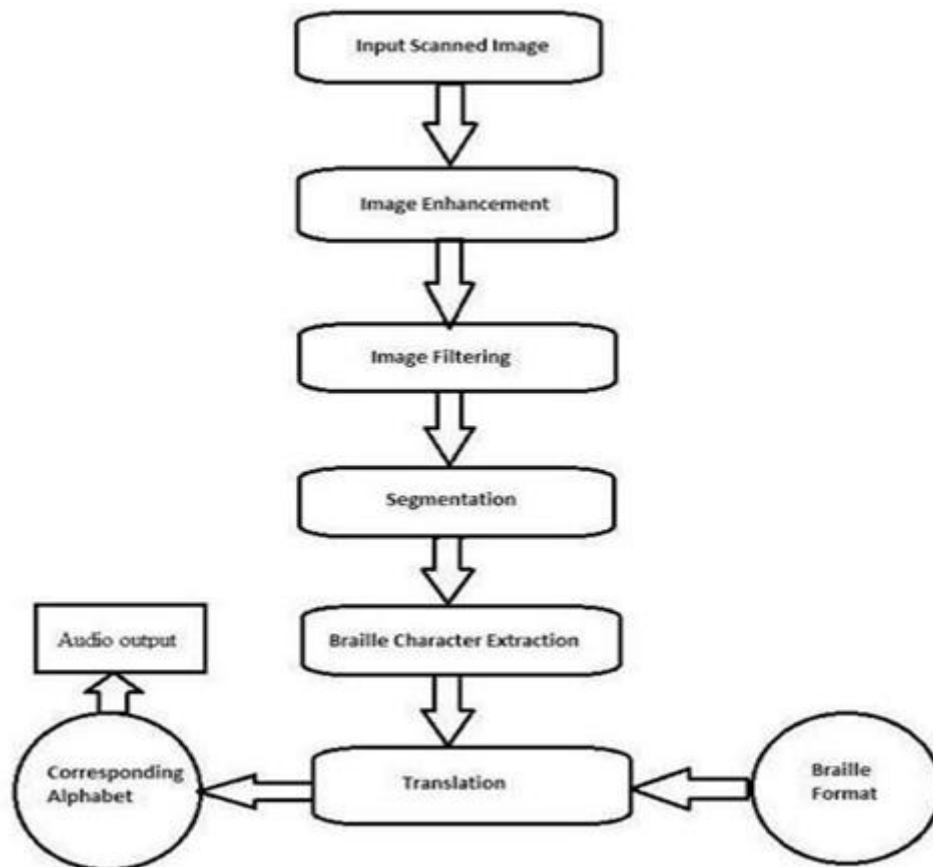 Input Scanned Image
Image Enhancement
Image Filtering
Segmentation
Braille Character Extraction
Audio output
Corresponding
Alphabet
Translation
Braille
Format